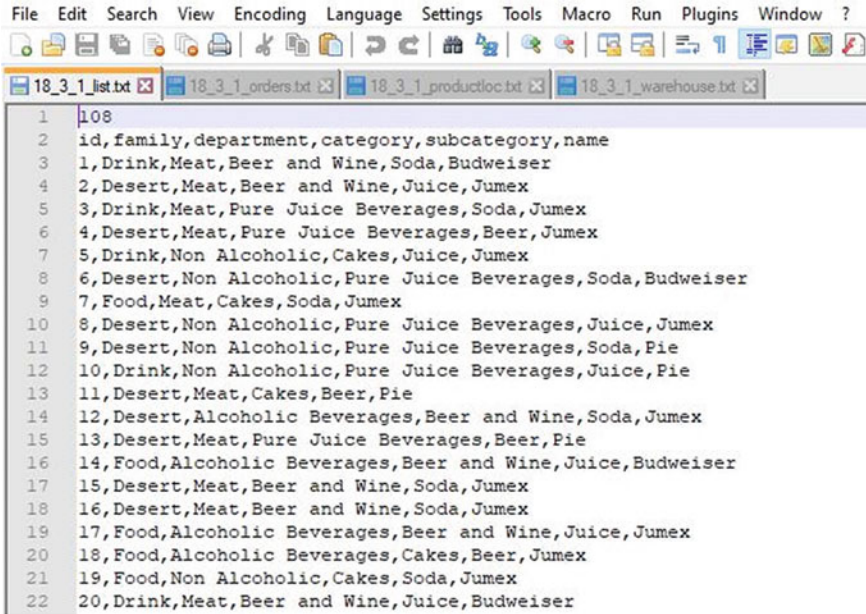 File Edit Search View Encoding Language Settings Tools Macro Run Plugins Window ?
18_3_1_list.txt 18_3_1_orders.txt 18_3_1_productloc.txt 18_3_1_warehouse.txt
1 108
2 id,family,department,category,subcategory,name
3 1,Drink,Meat,Beer and Wine,Soda,Budweiser
4 2,Desert,Meat,Beer and Wine,Juice,Jumex
5 3,Drink,Meat,Pure Juice Beverages,Soda,Jumex
6 4,Desert,Meat,Pure Juice Beverages,Beer,Jumex
7 5,Drink,Non Alcoholic,Cakes,Juice,Jumex
8 6,Desert,Non Alcoholic,Pure Juice Beverages,Soda,Budweiser
9 7,Food,Meat,Cakes,Soda,Jumex
10 8,Desert,Non Alcoholic,Pure Juice Beverages,Juice,Jumex
11 9,Desert,Non Alcoholic,Pure Juice Beverages,Soda,Pie
12 10,Drink,Non Alcoholic,Pure Juice Beverages,Juice,Pie
13 11,Desert,Meat,Cakes,Beer,Pie
14 12,Desert,Alcoholic Beverages,Beer and Wine,Soda,Jumex
15 13,Desert,Meat,Pure Juice Beverages,Beer,Pie
16 14,Food,Alcoholic Beverages,Beer and Wine,Juice,Budweiser
17 15,Desert,Meat,Beer and Wine,Soda,Jumex
18 16,Desert,Meat,Beer and Wine,Soda,Jumex
19 17,Food,Alcoholic Beverages,Beer and Wine,Juice,Jumex
20 18,Food,Alcoholic Beverages,Cakes,Beer,Jumex
21 19,Food,Non Alcoholic,Cakes,Soda,Jumex
22 20,Drink,Meat,Beer and Wine,Juice,Budweiser